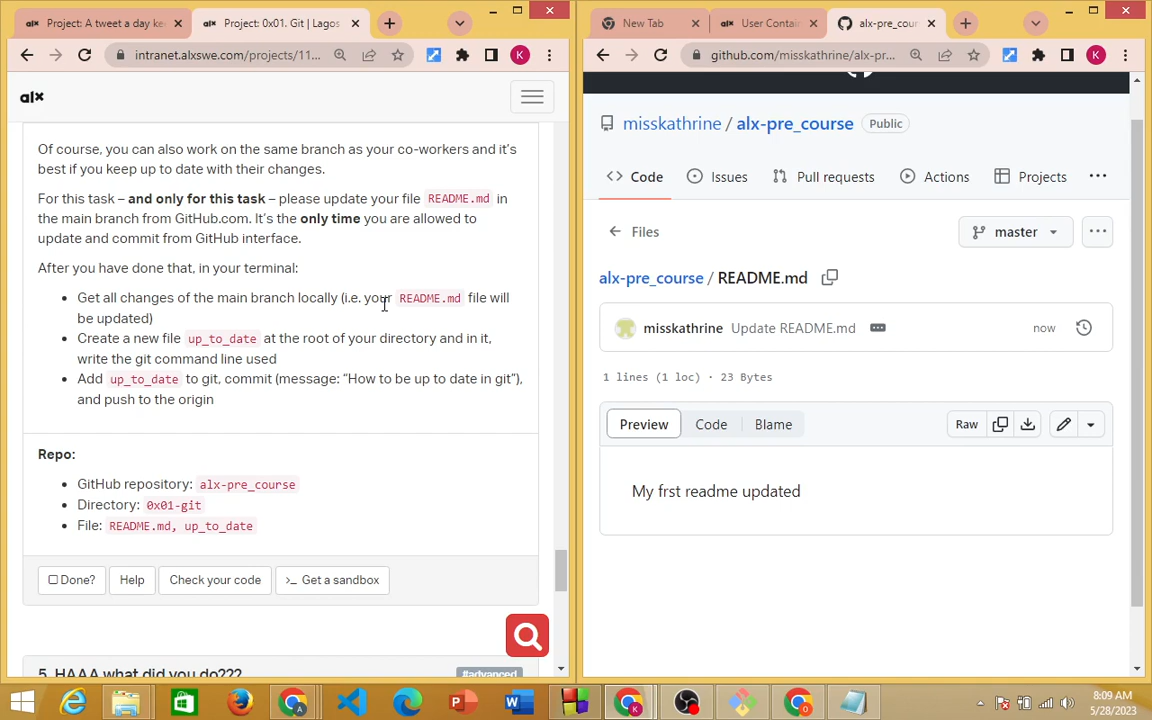 Project: A tweet a day ke
Project: 0x01. Git | Lagos
intranet.alxswe.com/projects/11...
K
alx
Of course, you can also work on the same branch as your co-workers and it's
best if you keep up to date with their changes.
For this task – and only for this task – please update your file README.md in
the main branch from GitHub.com. It's the only time you are allowed to
update and commit from GitHub interface.
After you have done that, in your terminal:
Get all changes of the main branch locally (i.e. your README.md file will
be updated)
Create a new file up_to_date at the root of your directory and in it,
write the git command line used
Add up_to_date to git, commit (message: "How to be up to date in git"),
and push to the origin
Repo:
GitHub repository: alx-pre_course
Directory: 0x01-git
File: README.md, up_to_date
Done? Help Check your code >_ Get a sandbox
5. HAAA what did you do???
#advanced
New Tab
User Contain
alx-pre_cour
github.com/misskathrine/alx-pr...
K
misskathrine / alx-pre_course Public
Code Issues Pull requests Actions Projects ...
Files
master
...
alx-pre_course / README.md
misskathrine Update README.md ... now
1 lines (1 loc) · 23 Bytes
Preview Code Blame Raw
My frst readme updated
8:09 AM
5/28/2023